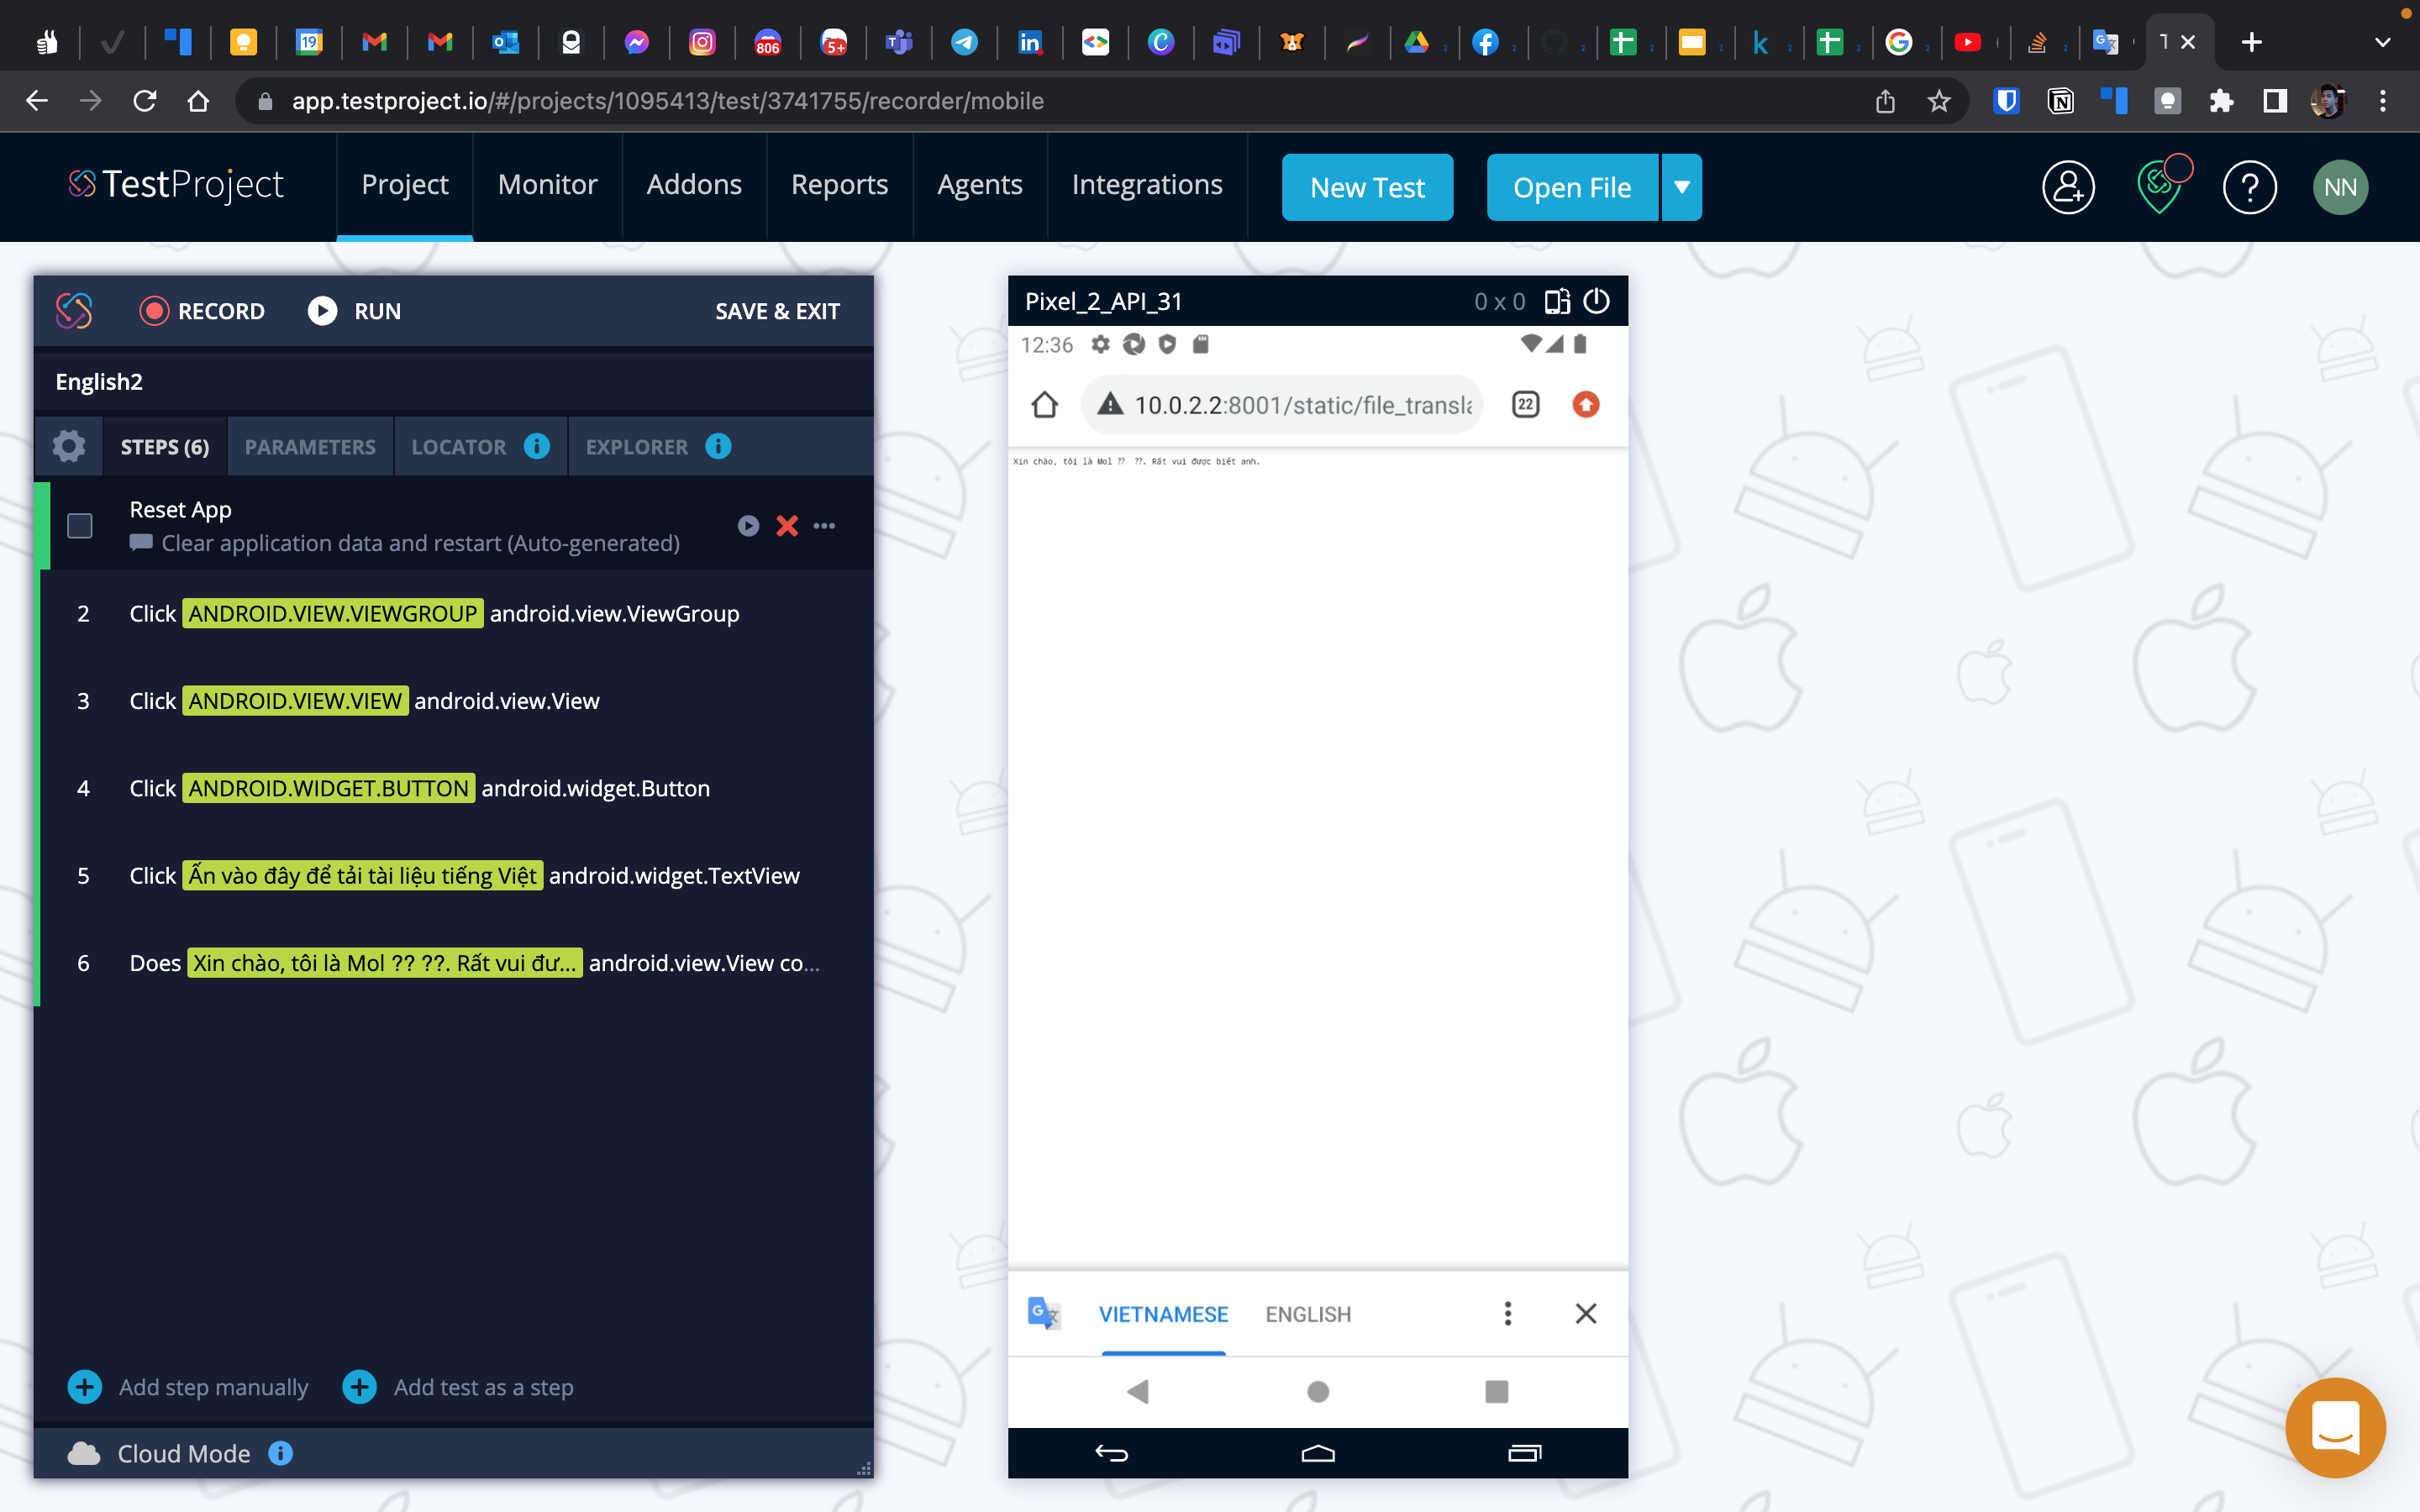 19
806
5+
app.testproject.io/#/projects/1095413/test/3741755/recorder/mobile
TestProject
Project
Monitor
Addons
Reports
Agents
Integrations
New Test
Open File
NN
RECORD
RUN
SAVE & EXIT
English2
STEPS (6)
PARAMETERS
LOCATOR
EXPLORER
Reset App
Clear application data and restart (Auto-generated)
2 Click ANDROID.VIEW.VIEWGROUP android.view.ViewGroup
3 Click ANDROID.VIEW.VIEW android.view.View
4 Click ANDROID.WIDGET.BUTTON android.widget.Button
5 Click Ấn vào đây để tải tài liệu tiếng Việt android.widget.TextView
6 Does Xin chào, tôi là Mol ?? ??. Rất vui đư... android.view.View co...
Add step manually
Add test as a step
Cloud Mode
Pixel_2_API_31
0 x 0
12:36
10.0.2.2:8001/static/file_transla
22
Xin chào, tôi là Mol ?? ??. Rất vui được biết anh.
VIETNAMESE
ENGLISH